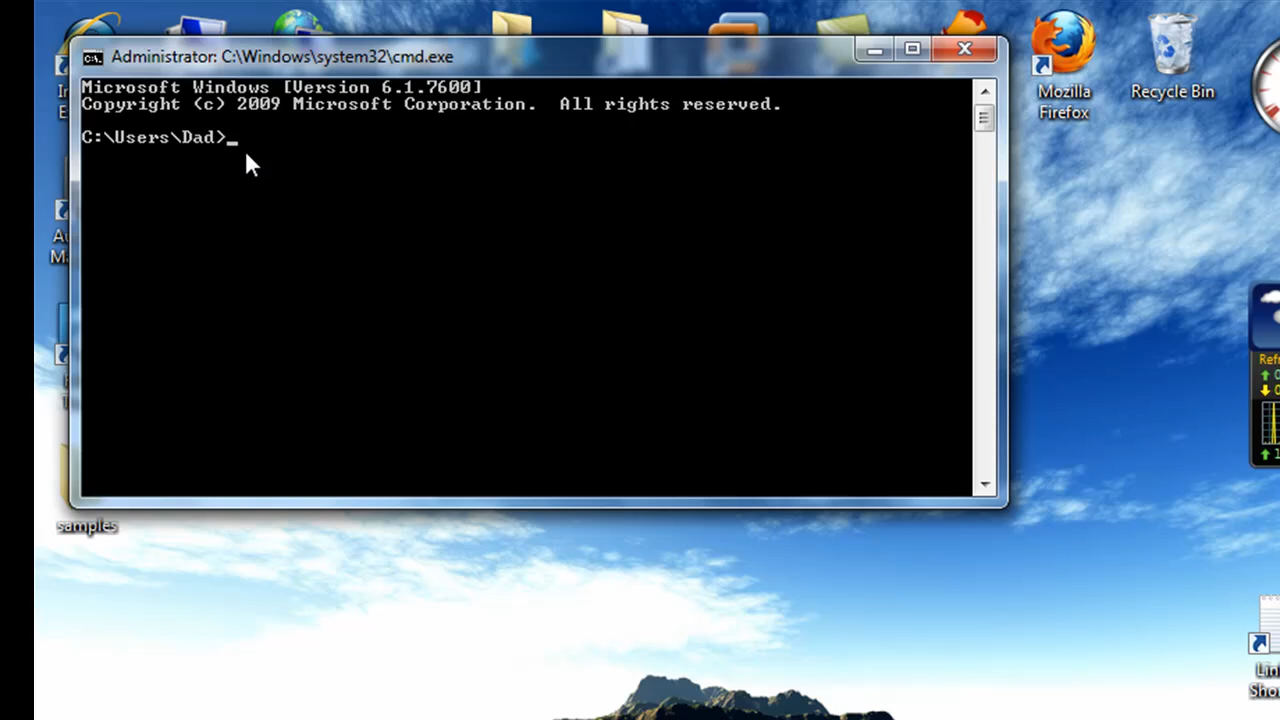 Administrator: C:\Windows\system32\cmd.exe
Microsoft Windows [Version 6.1.7600]
Copyright (c) 2009 Microsoft Corporation.  All rights reserved.
C:\Users\Dad>
Mozilla
Firefox
Recycle Bin
samples